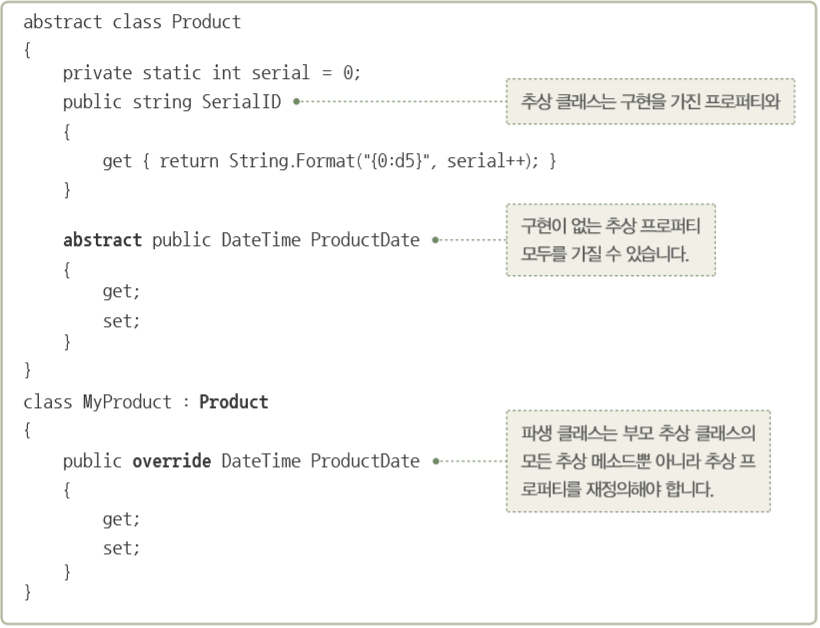 abstract class Product
{
private static int serial = 0;
public string SerialID
추상 클래스는 구현을 가진 프로퍼티와
{
get { return String.Format("{0:d5}", serial++); }
}
abstract public DateTime ProductDate
구현이 없는 추상 프로퍼티
모두를 가질 수 있습니다.
{
get;
set;
}
}
class MyProduct : Product
{
public override DateTime ProductDate
파생 클래스는 부모 추상 클래스의
모든 추상 메소드뿐 아니라 추상 프
로퍼티를 재정의해야 합니다.
{
get;
set;
}
}